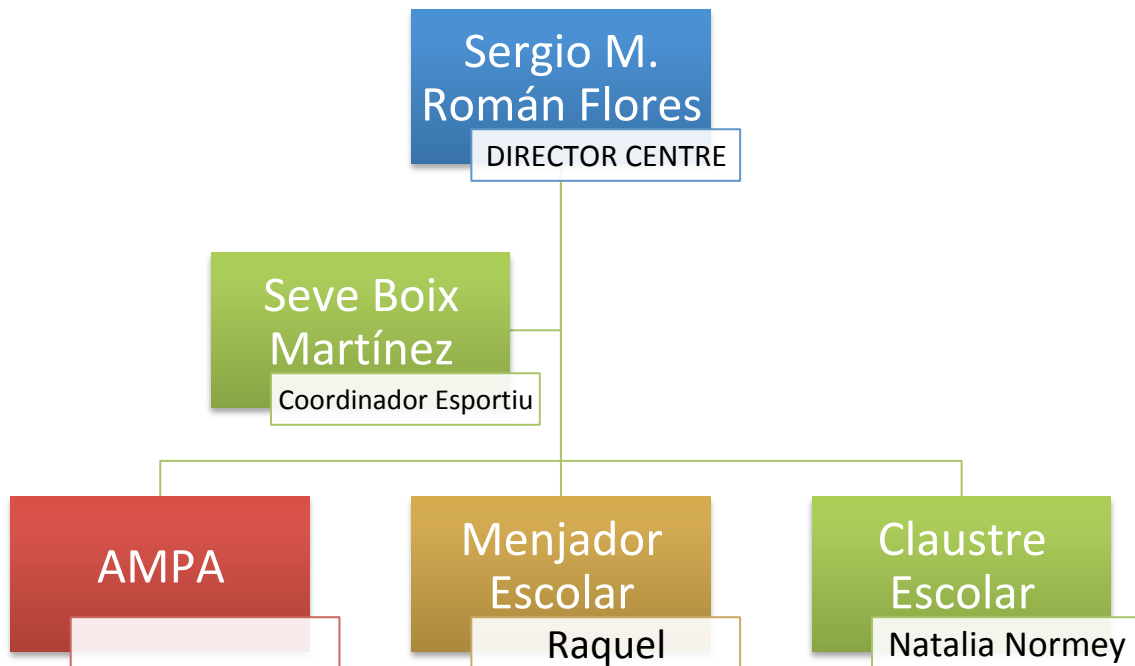 Sergio M.
Román Flores
DIRECTOR CENTRE
Seve Boix
Martínez
Coordinador Esportiu
AMPA
Menjador
Escolar
Raquel
Claustre
Escolar
Natalia Normey